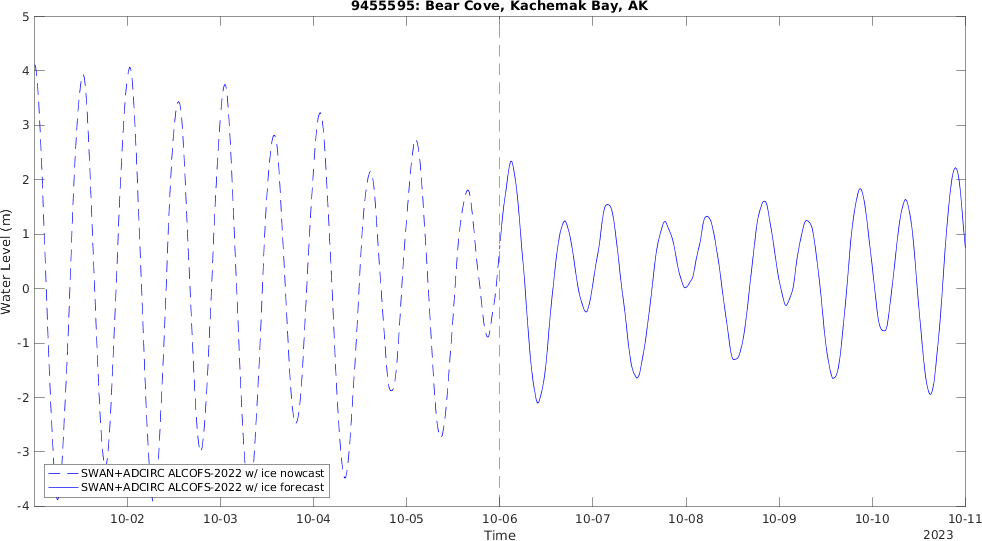 9455595: Bear Cove, Kachemak Bay, AK
Water Level (m)
5
4
3
2
1
0
-1
-2
-3
-4
SWAN+ADCIRC ALCOFS-2022 w/ ice nowcast
SWAN+ADCIRC ALCOFS-2022 w/ ice forecast
10-02 10-03 10-04 10-05 10-06 10-07 10-08 10-09 10-10 10-11
Time
2023